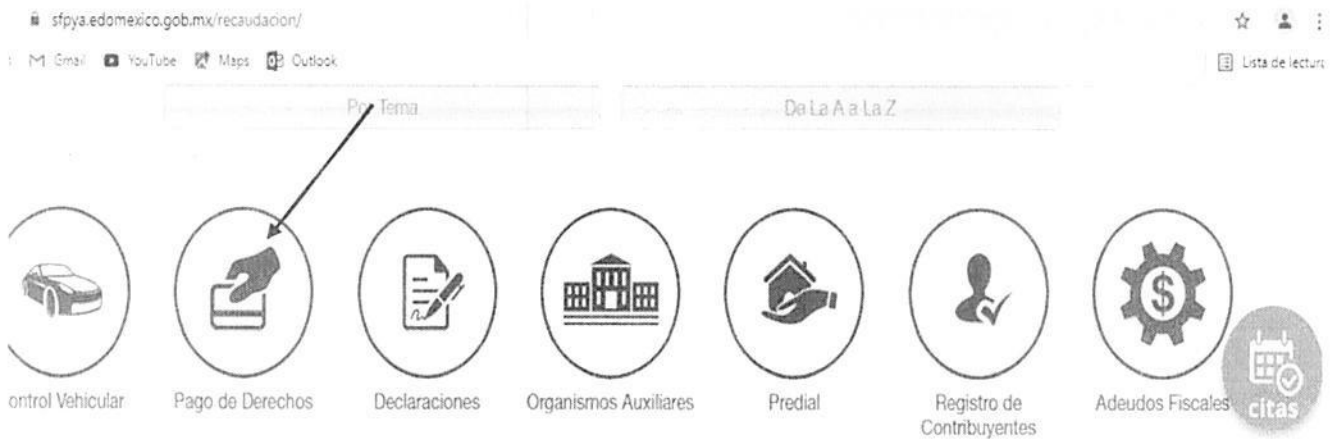 sfpya.edomexico.gob.mx/recaudacion/
Gmail YouTube Maps Outlook Lista de lectura
Por Tema De La A a La Z
ontrol Vehicular Pago de Derechos Declaraciones Organismos Auxiliares Predial Registro de Contribuyentes Adeudos Fiscales citas